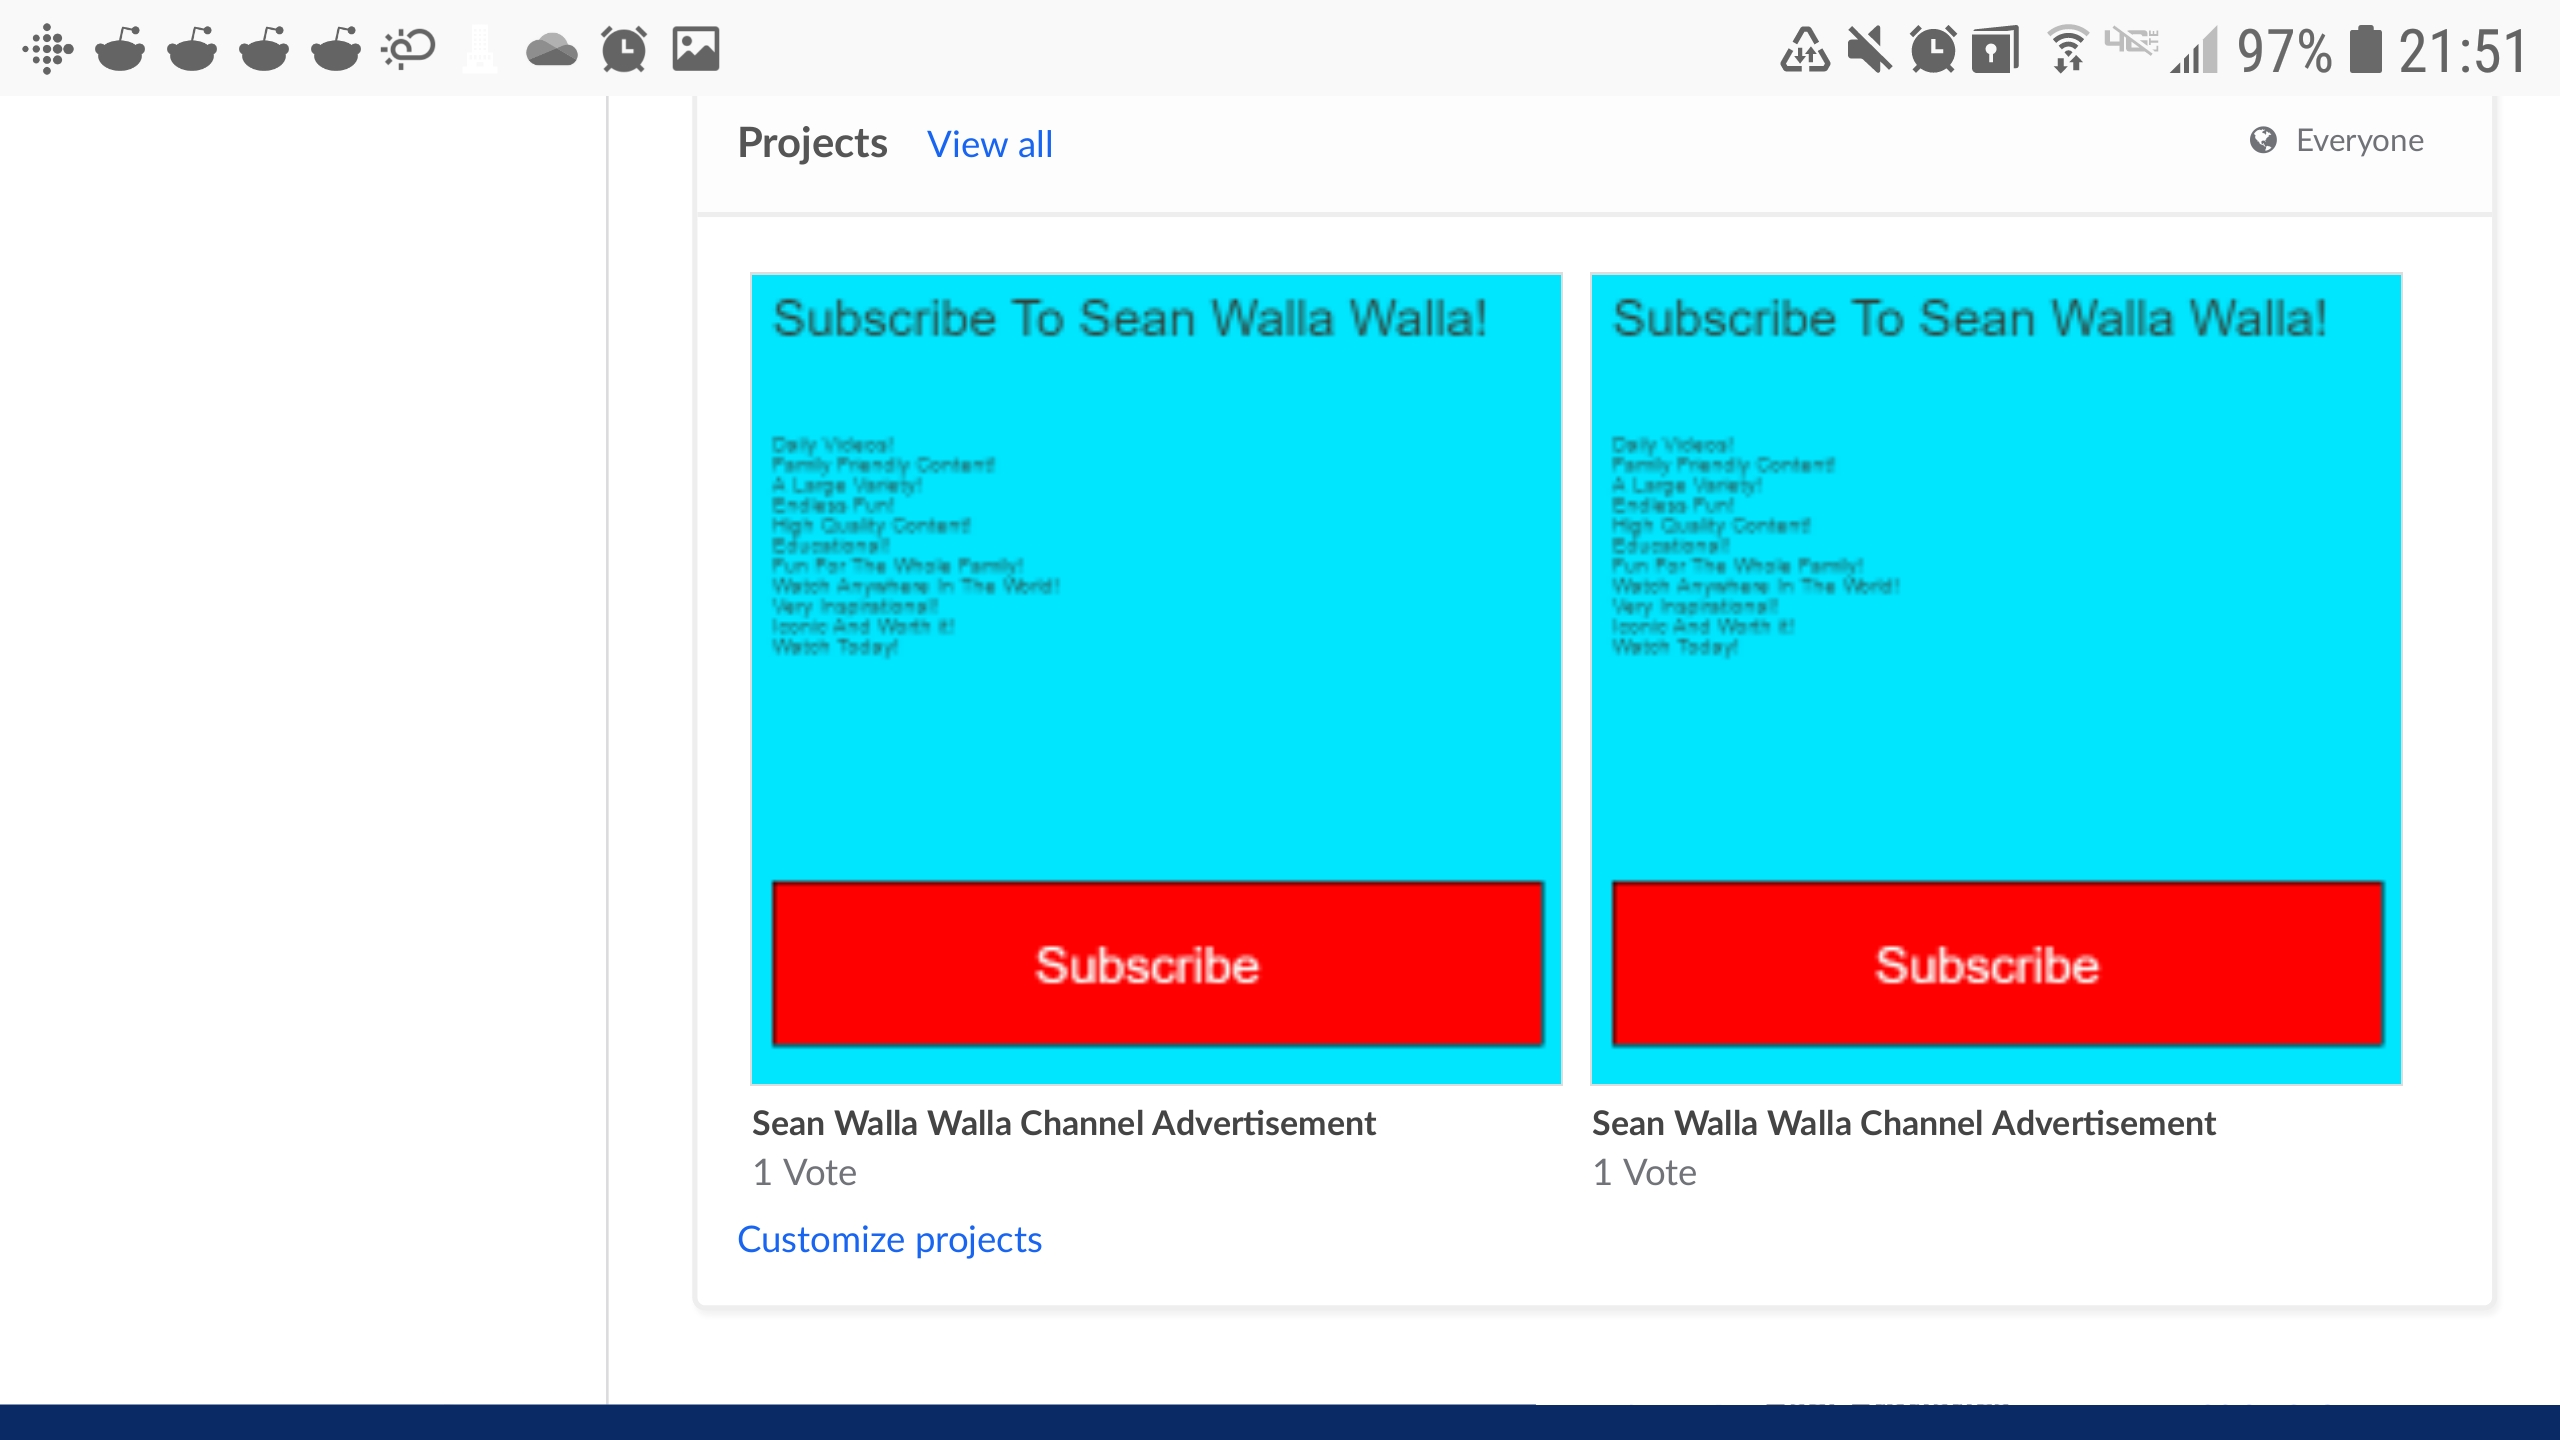 97% 21:51
Projects View all Everyone
Subscribe To Sean Walla Walla!
Daily Videos!
Family Friendly Content!
A Large Variety!
Endless Fun!
High Quality Content!
Educational!
Fun For The Whole Family!
Watch Anywhere In The World!
Very Inspirational!
Iconic And Worth it!
Watch Today!
Subscribe
Sean Walla Walla Channel Advertisement
1 Vote
Subscribe To Sean Walla Walla!
Daily Videos!
Family Friendly Content!
A Large Variety!
Endless Fun!
High Quality Content!
Educational!
Fun For The Whole Family!
Watch Anywhere In The World!
Very Inspirational!
Iconic And Worth it!
Watch Today!
Subscribe
Sean Walla Walla Channel Advertisement
1 Vote
Customize projects